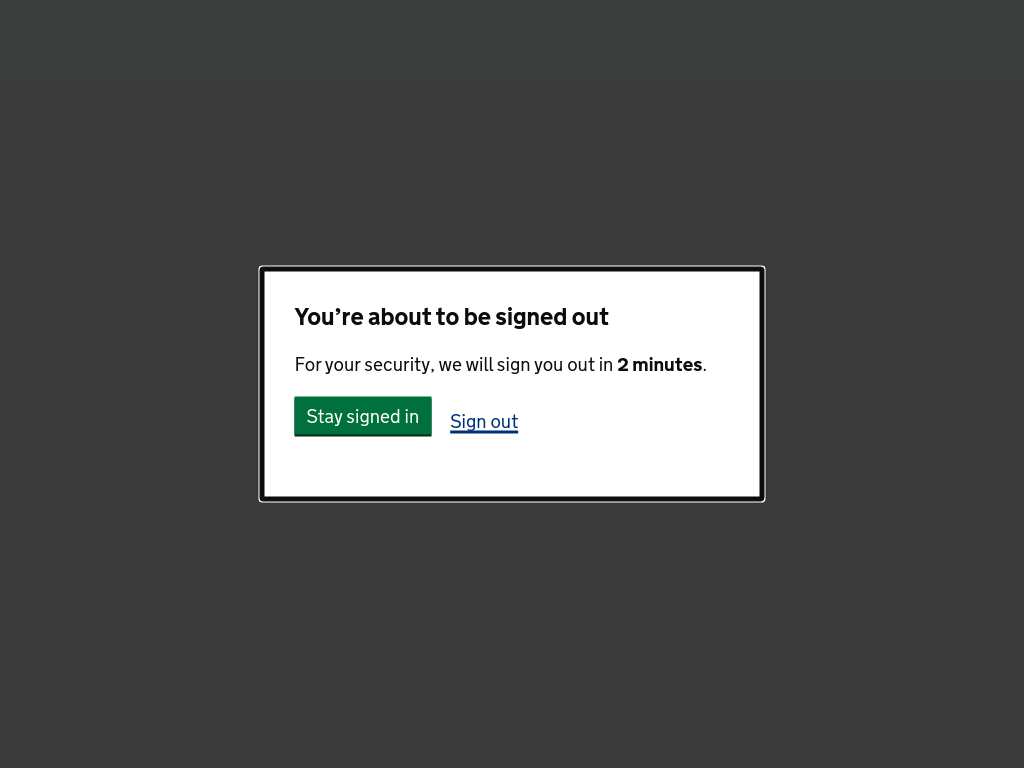 You’re about to be signed out
For your security, we will sign you out in 2 minutes.
Stay signed in
Sign out